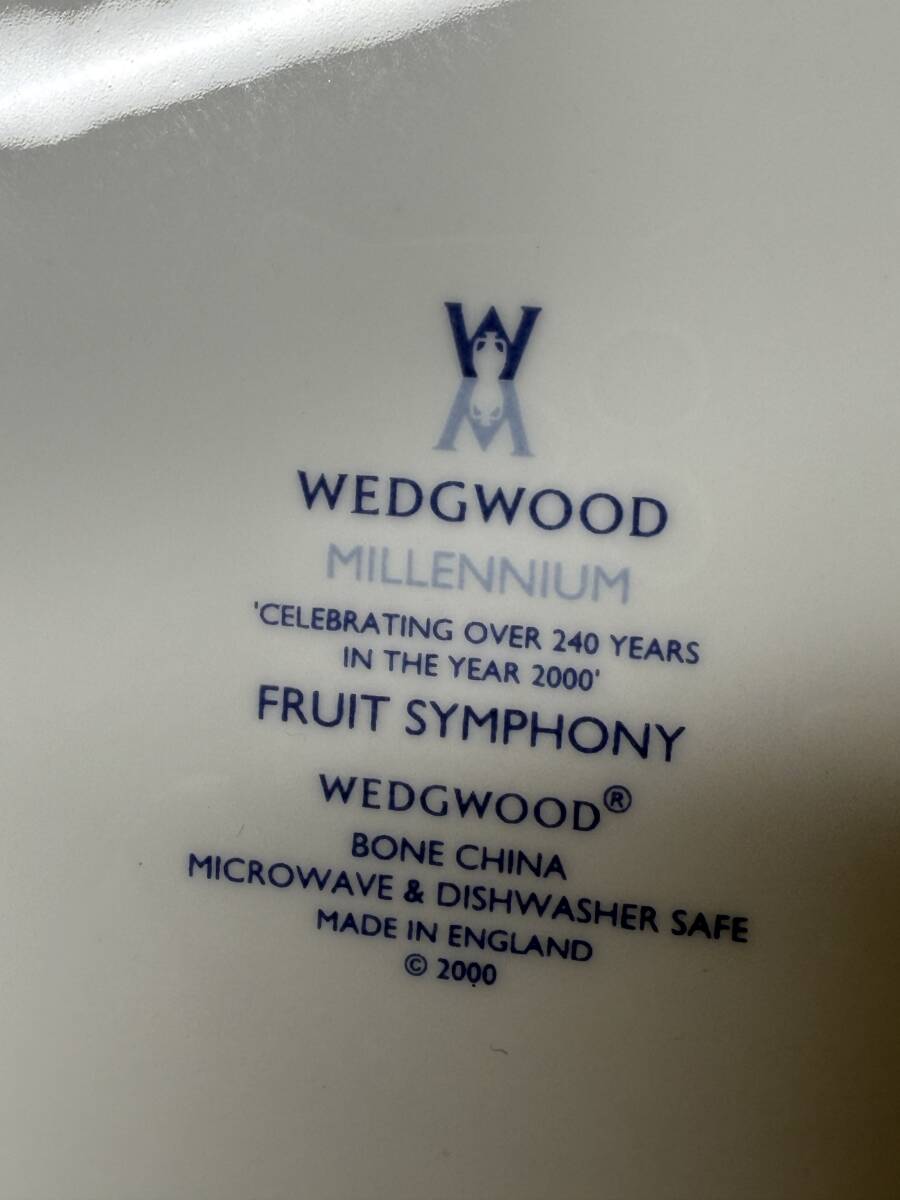 W
WEDGWOOD
MILLENNIUM
'CELEBRATING OVER 240 YEARS
IN THE YEAR 2000'
FRUIT SYMPHONY
WEDGWOOD®
BONE CHINA
MICROWAVE & DISHWASHER SAFE
MADE IN ENGLAND
© 2000